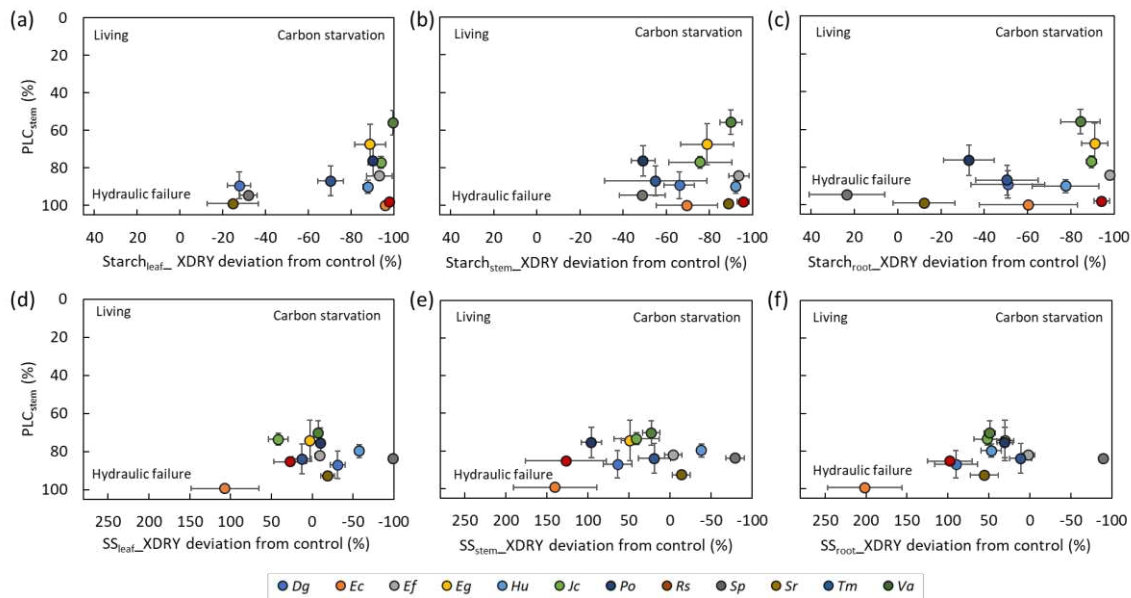 (a)
Living
Carbon starvation
Hydraulic failure
PLCstem (%)
0
20
40
60
80
100
40 20 0 -20 -40 -60 -80 -100
Starchleaf_ XDRY deviation from control (%)
(b)
Living
Carbon starvation
Hydraulic failure
40 20 0 -20 -40 -60 -80 -100
Starchstem_XDRY deviation from control (%)
(c)
Living
Carbon starvation
Hydraulic failure
40 20 0 -20 -40 -60 -80 -100
Starchroot_XDRY deviation from control (%)
(d)
Living
Carbon starvation
Hydraulic failure
PLCstem (%)
0
20
40
60
80
100
250 200 150 100 50 0 -50 -100
SSleaf_XDRY deviation from control (%)
(e)
Living
Carbon starvation
Hydraulic failure
250 200 150 100 50 0 -50 -100
SSstem_XDRY deviation from control (%)
(f)
Living
Carbon starvation
Hydraulic failure
250 200 150 100 50 0 -50 -100
SSroot_XDRY deviation from control (%)
Dg Ec Ef Eg Hu Jc Po Rs Sp Sr Tm Va